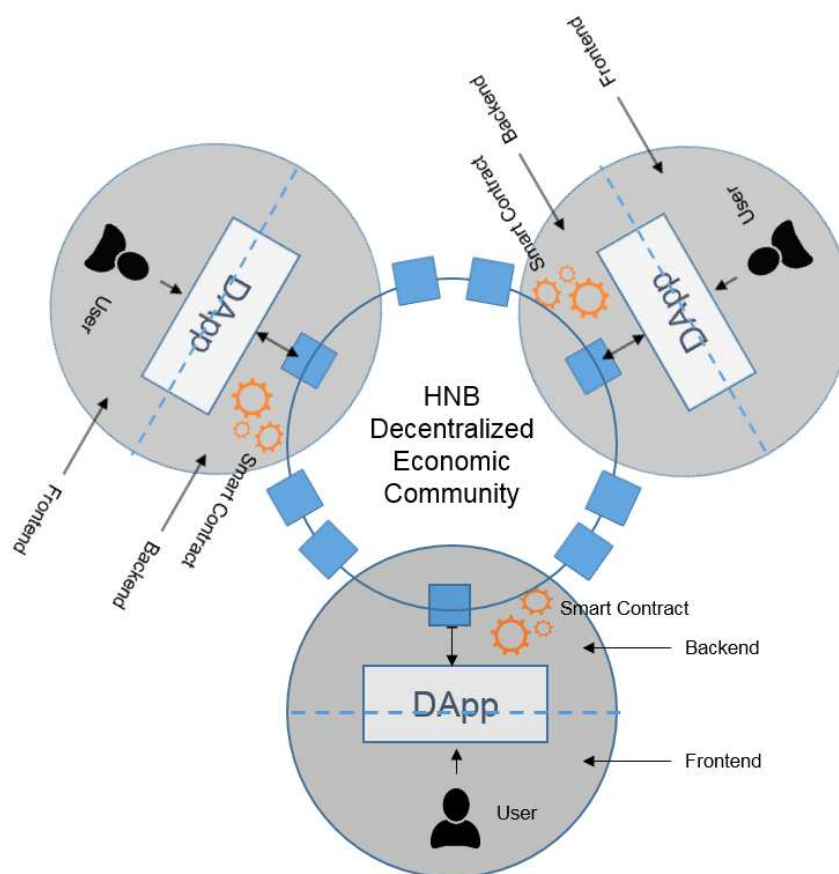 Frontend
Backend
Smart Contract
User
DApp
User
DApp
HNB
Decentralized
Economic
Community
Smart Contract
Backend
Frontend
Smart Contract
Backend
DApp
Frontend
User